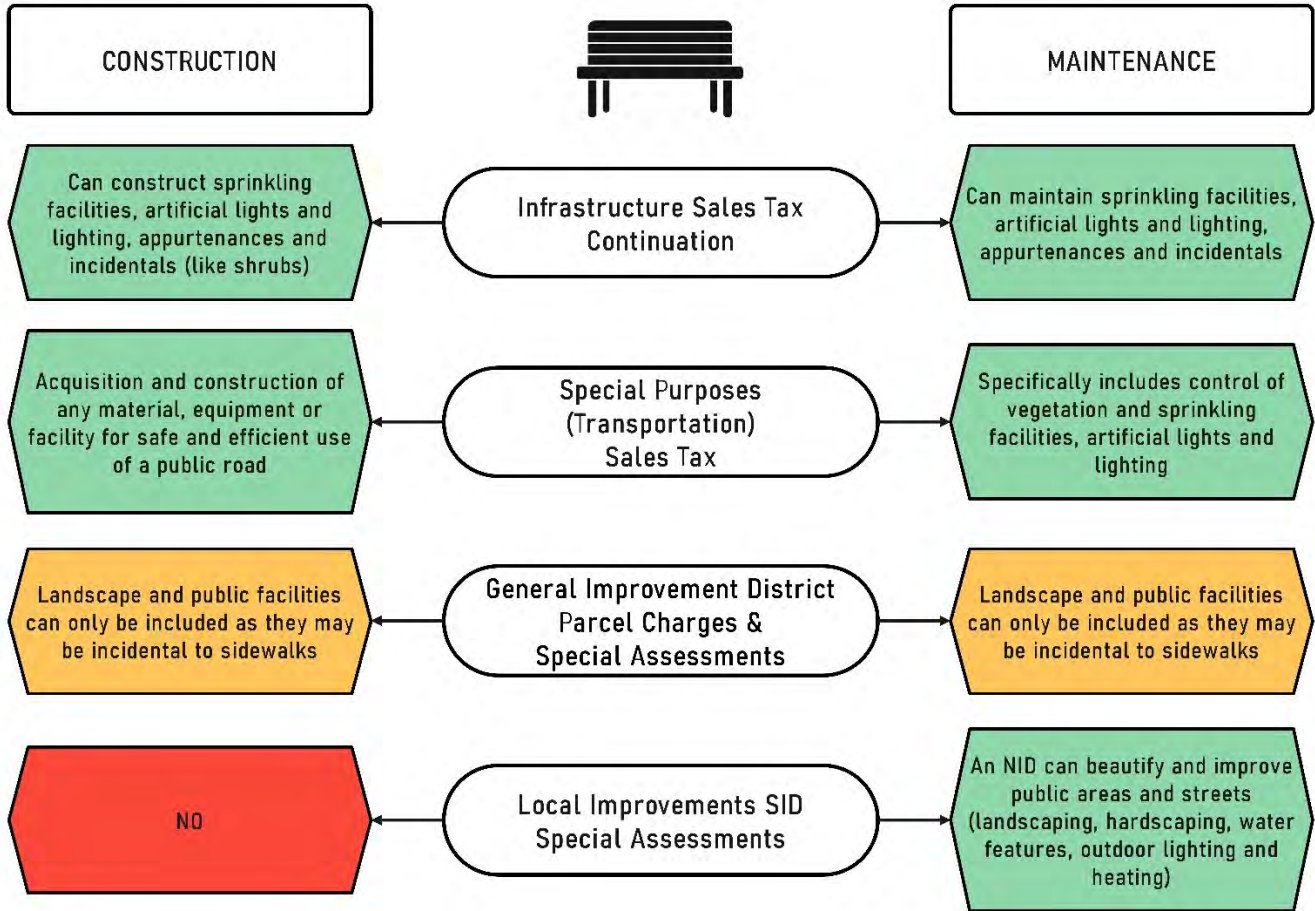 CONSTRUCTION
MAINTENANCE
Can construct sprinkling
facilities, artificial lights and
lighting, appurtenances and
incidentals (like shrubs)
Infrastructure Sales Tax
Continuation
Can maintain sprinkling facilities,
artificial lights and lighting,
appurtenances and incidentals
Acquisition and construction of
any material, equipment or
facility for safe and efficient use
of a public road
Special Purposes
(Transportation)
Sales Tax
Specifically includes control of
vegetation and sprinkling
facilities, artificial lights and
lighting
Landscape and public facilities
can only be included as they may
be incidental to sidewalks
General Improvement District
Parcel Charges &
Special Assessments
Landscape and public facilities
can only be included as they may
be incidental to sidewalks
NO
Local Improvements SID
Special Assessments
An NID can beautify and improve
public areas and streets
(landscaping, hardscaping, water
features, outdoor lighting and
heating)